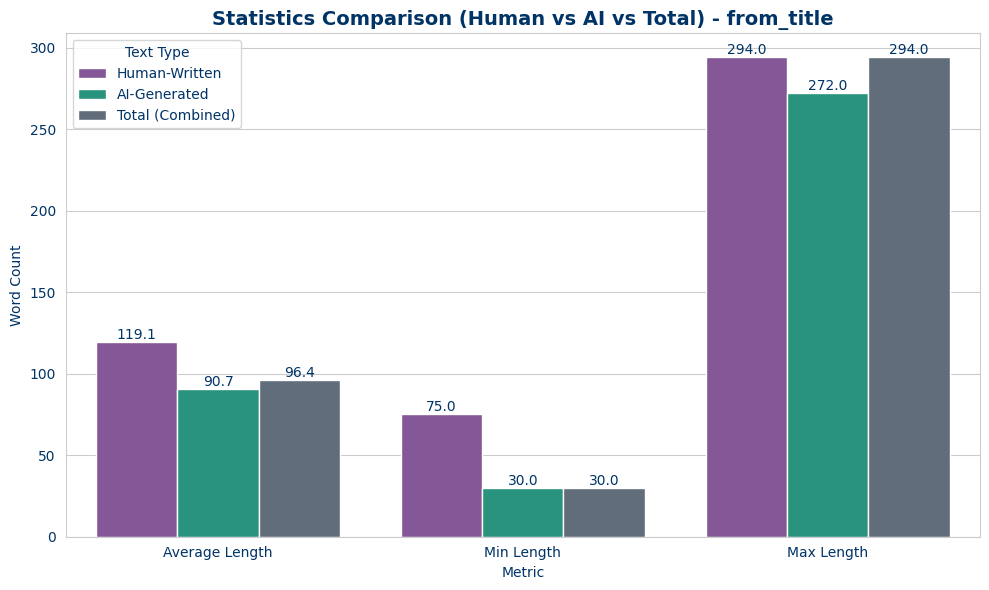 Statistics Comparison (Human vs AI vs Total) - from_title
Text Type
Human-Written
AI-Generated
Total (Combined)
Word Count
300
250
200
150
100
50
0
119.1
90.7
96.4
75.0
30.0
30.0
294.0
272.0
294.0
Average Length
Min Length
Max Length
Metric